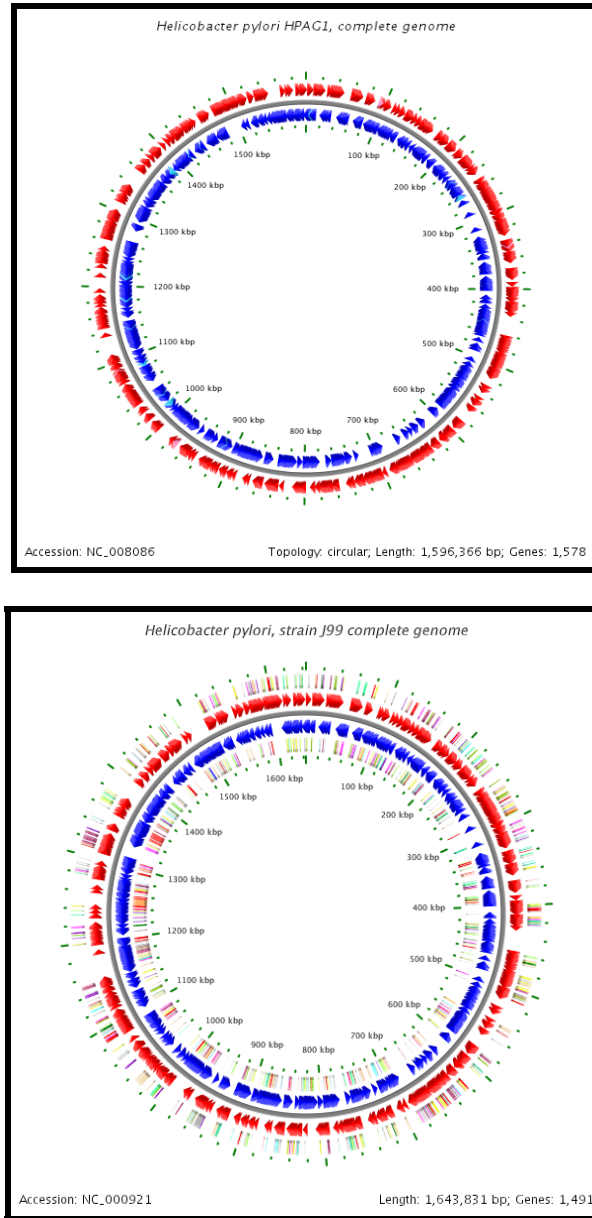 Helicobacter pylori HPAG1, complete genome
1500 kbp
100 kbp
1400 kbp
200 kbp
1300 kbp
300 kbp
1200 kbp
400 kbp
1100 kbp
500 kbp
1000 kbp
600 kbp
900 kbp
800 kbp
700 kbp
Accession: NC_008086
Topology: circular; Length: 1,596,366 bp; Genes: 1,578
Helicobacter pylori, strain J99 complete genome
1600 kbp
100 kbp
1500 kbp
200 kbp
1400 kbp
300 kbp
1300 kbp
400 kbp
1200 kbp
500 kbp
1100 kbp
600 kbp
1000 kbp
700 kbp
900 kbp
800 kbp
Accession: NC_000921
Length: 1,643,831 bp; Genes: 1,491